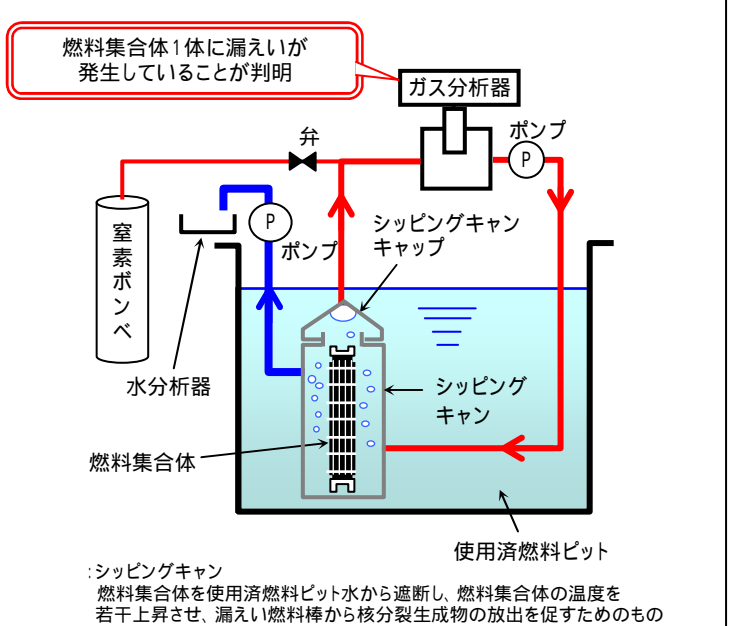 燃料集合体1体に漏えいが
発生していることが判明
ガス分析器
ポンプ
P
弁
窒素ボンベ
P
ポンプ
シッピングキャン
キャップ
水分析器
シッピング
キャン
燃料集合体
使用済燃料ピット
:シッピングキャン
燃料集合体を使用済燃料ピット水から遮断し、燃料集合体の温度を
若干上昇させ、漏えい燃料棒から核分裂生成物の放出を促すためのもの